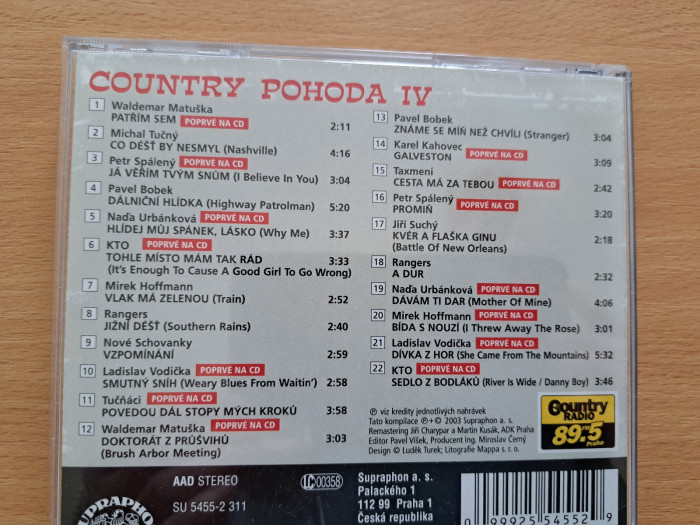 COUNTRY POHODA IV
1 Waldemar Matuška
PATŘÍM SEM POPRVÉ NA CD 2:11
2 Michal Tučný
CO DÉŠŤ BY NESMYL (Nashville) 4:16
3 Petr Spálený POPRVÉ NA CD
JÁ VĚŘÍM TVÝM SNŮM (I Believe In You) 3:04
4 Pavel Bobek
DÁLNIČNÍ HLÍDKA (Highway Patrolman) 5:20
5 Naďa Urbánková POPRVÉ NA CD
HLÍDEJ MŮJ SPÁNEK, LÁSKO (Why Me) 3:37
6 KTO POPRVÉ NA CD
TOHLE MÍSTO MÁM TAK RÁD 3:33
(It's Enough To Cause A Good Girl To Go Wrong)
7 Mirek Hoffmann
VLAK MÁ ZELENOU (Train) 2:52
8 Rangers
JIŽNÍ DÉŠŤ (Southern Rains) 2:40
9 Nové Schovanky
VZPOMÍNÁNÍ 2:59
10 Ladislav Vodička POPRVÉ NA CD
SMUTNÝ SNÍH (Weary Blues From Waitin') 2:58
11 Tučňáci POPRVÉ NA CD
POVEDOU DÁL STOPY MÝCH KROKŮ 3:58
12 Waldemar Matuška POPRVÉ NA CD
DOKTORÁT Z PRŮŠVIHŮ 3:03
(Brush Arbor Meeting)
13 Pavel Bobek
ZNÁME SE MÍŇ NEŽ CHVÍLI (Stranger) 3:04
14 Karel Kahovec
GALVESTON POPRVÉ NA CD 3:09
15 Taxmeni
CESTA MÁ ZA TEBOU POPRVÉ NA CD 2:42
16 Petr Spálený POPRVÉ NA CD
PROMIŇ 3:20
17 Jiří Suchý
KVÉR A FLAŠKA GINU 2:18
(Battle Of New Orleans)
18 Rangers
A DUR 2:32
19 Naďa Urbánková POPRVÉ NA CD
DÁVÁM TI DAR (Mother Of Mine) 4:06
20 Mirek Hoffmann POPRVÉ NA CD
BÍDA S NOUZÍ (I Threw Away The Rose) 3:01
21 Ladislav Vodička POPRVÉ NA CD
DÍVKA Z HOR (She Came From The Mountains) 5:32
22 KTO POPRVÉ NA CD
SEDLO Z BODLÁKŮ (River Is Wide / Danny Boy) 3:46
℗ viz kredity jednotlivých nahrávek
Tato kompilace ℗+© 2003 Supraphon a. s.
Remastering Jiří Charypar a Martin Kusák, ADK Praha
Editor Pavel Víšek, Producent Ing. Miroslav Černý
Design © Luděk Turek; Litografie Mappa s. r. o.
Country
RADIO
FM
89.5
Praha
SUPRAPHO
AAD STEREO
SU 5455-2 311
LC 00358
Supraphon a. s.
Palackého 1
112 99 Praha 1
Česká republika
0 99925 54552 9